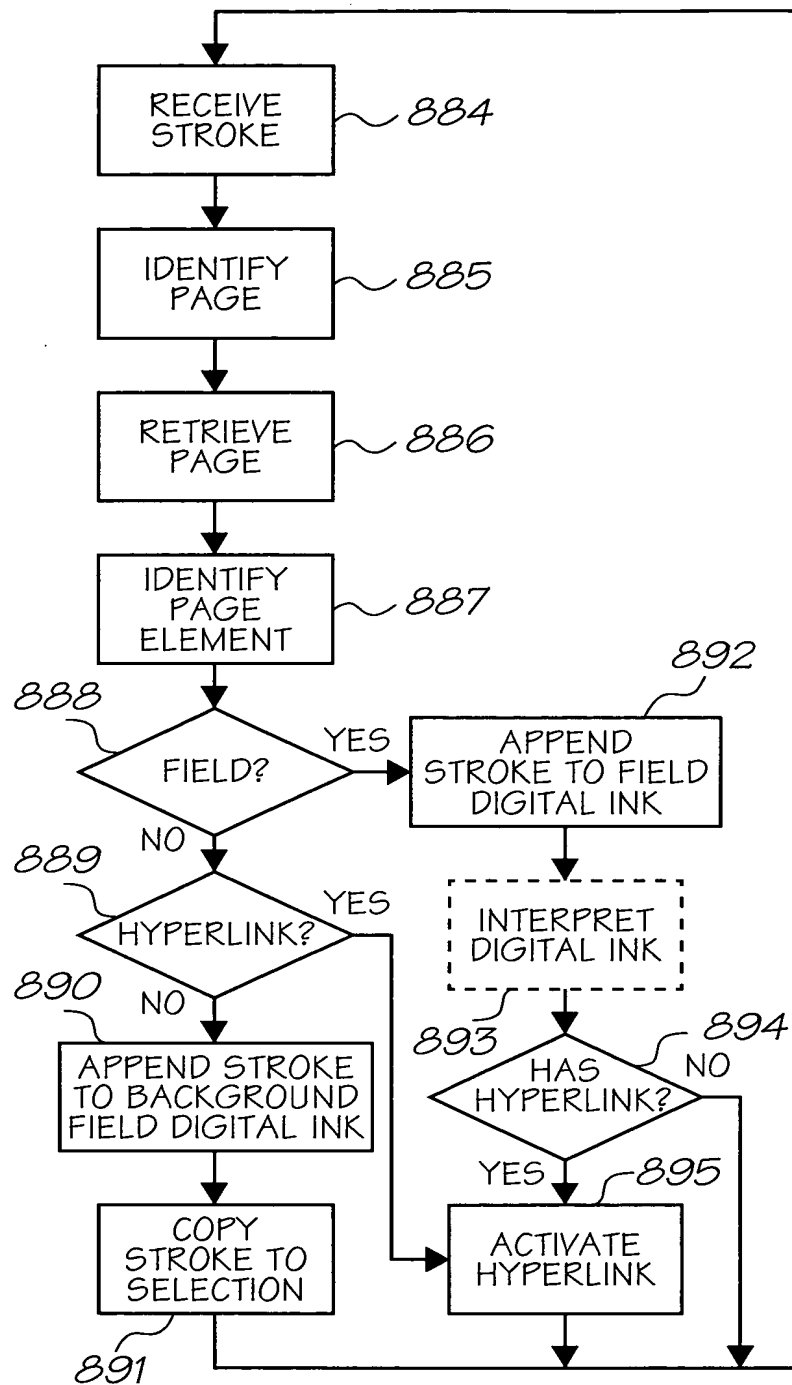 RECEIVE
STROKE
884
IDENTIFY
PAGE
885
RETRIEVE
PAGE
886
IDENTIFY
PAGE
ELEMENT
887
888
FIELD?
YES
NO
892
APPEND
STROKE TO FIELD
DIGITAL INK
889
HYPERLINK?
YES
NO
INTERPRET
DIGITAL INK
893
890
APPEND STROKE
TO BACKGROUND
FIELD DIGITAL INK
894
HAS
HYPERLINK?
NO
YES
COPY
STROKE TO
SELECTION
891
895
ACTIVATE
HYPERLINK